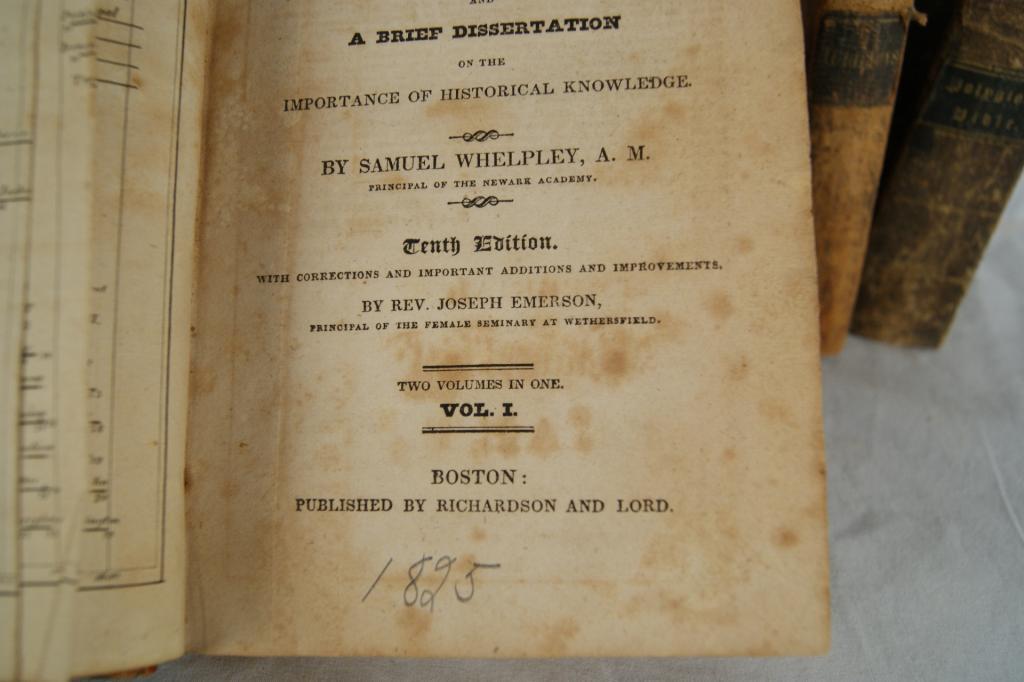 AND
A BRIEF DISSERTATION
ON THE
IMPORTANCE OF HISTORICAL KNOWLEDGE.
BY SAMUEL WHELPLEY, A. M.
PRINCIPAL OF THE NEWARK ACADEMY.
Tenth Edition.
WITH CORRECTIONS AND IMPORTANT ADDITIONS AND IMPROVEMENTS,
BY REV. JOSEPH EMERSON,
PRINCIPAL OF THE FEMALE SEMINARY AT WETHERSFIELD.
TWO VOLUMES IN ONE.
VOL. I.
BOSTON:
PUBLISHED BY RICHARDSON AND LORD.
1825